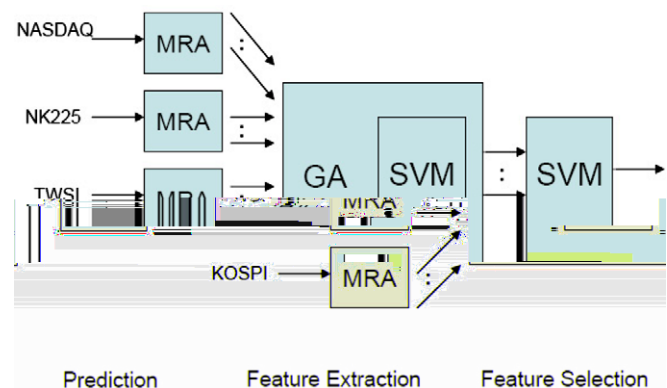 NASDAQ
MRA
:
NK225
MRA
:
GA
SVM
:
SVM
TWSI
MRA
KOSPI
MRA
:
Prediction
Feature Extraction
Feature Selection